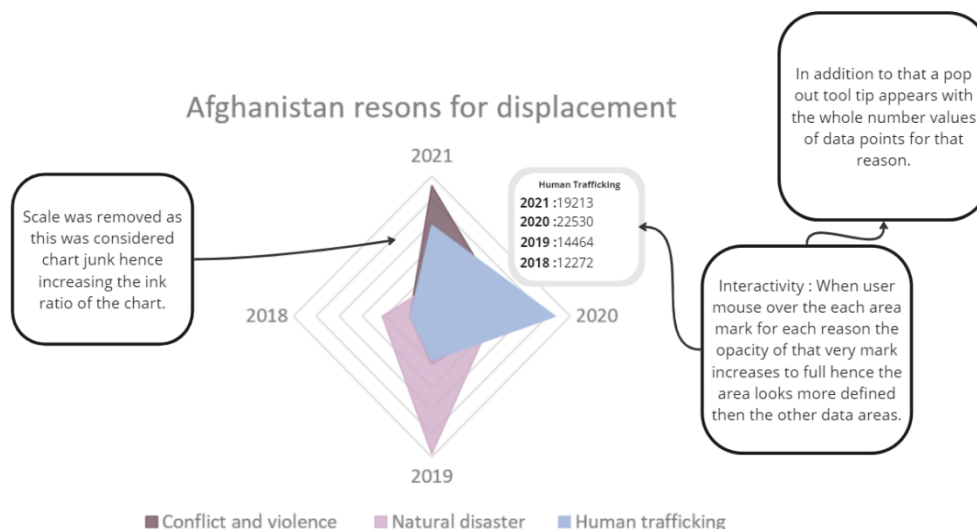 Afghanistan resons for displacement
2021
Scale was removed as
this was considered
chart junk hence
increasing the ink
ratio of the chart.
Human Trafficking
2021 :19213
2020 :22530
2019 :14464
2018 :12272
In addition to that a pop
out tool tip appears with
the whole number values
of data points for that
reason.
2018
2020
Interactivity : When user
mouse over the each area
mark for each reason the
opacity of that very mark
increases to full hence the
area looks more defined
then the other data areas.
2019
Conflict and violence
Natural disaster
Human trafficking